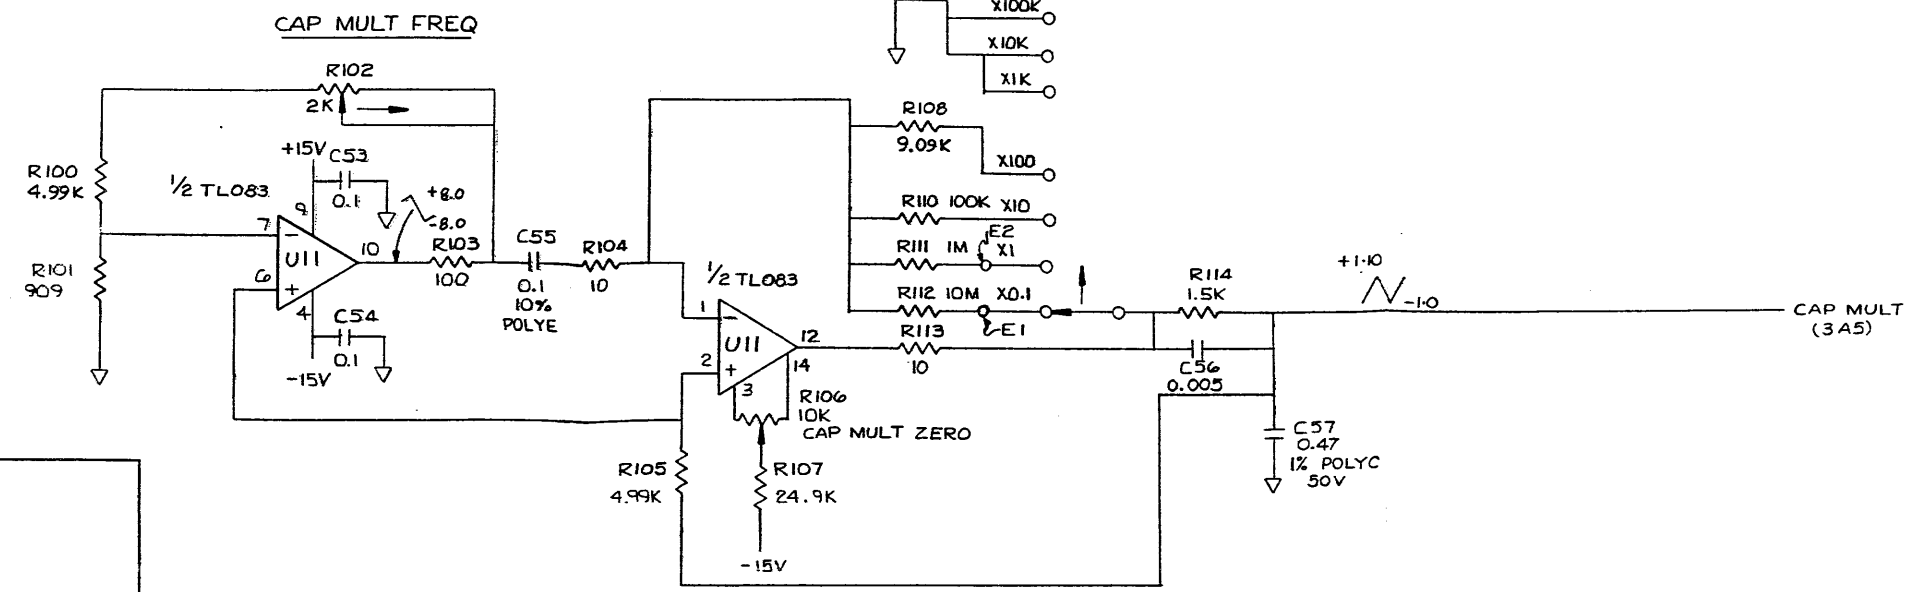 CAP MULT FREQ
X100K
X10K
X1K
R102
2K
R108
9.09K
X100
+15V
C53
0.1
R100
4.99K
1/2 TL083
9
7
−
U11
6
+
4
10
+8.0
-8.0
R103
100
C55
0.1
10%
POLYE
R104
10
R110 100K X10
E2
R111 1M X1
R112 10M X0.1
E1
R113
10
R101
909
C54
0.1
-15V
1/2 TL083
1
−
U11
2
+
3
12
14
R106
10K
CAP MULT ZERO
R114
1.5K
C56
0.005
+1.10
-1.0
CAP MULT
(3A5)
R105
4.99K
R107
24.9K
-15V
C57
0.47
1% POLYC
50V